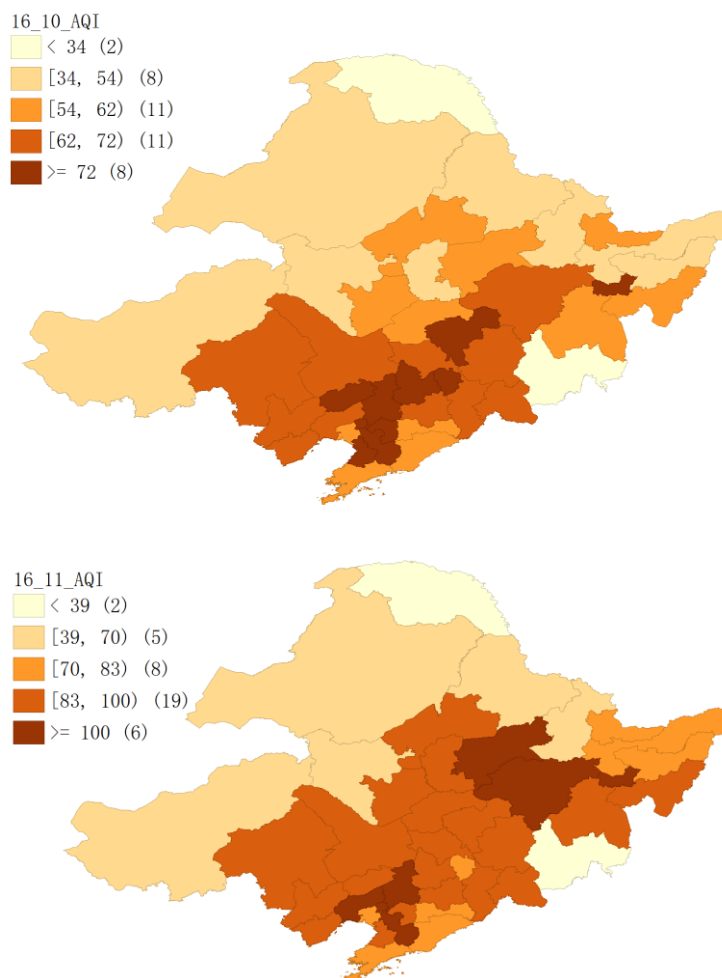 16_10_AQI
< 34 (2)
[34, 54) (8)
[54, 62) (11)
[62, 72) (11)
>= 72 (8)
16_11_AQI
< 39 (2)
[39, 70) (5)
[70, 83) (8)
[83, 100) (19)
>= 100 (6)